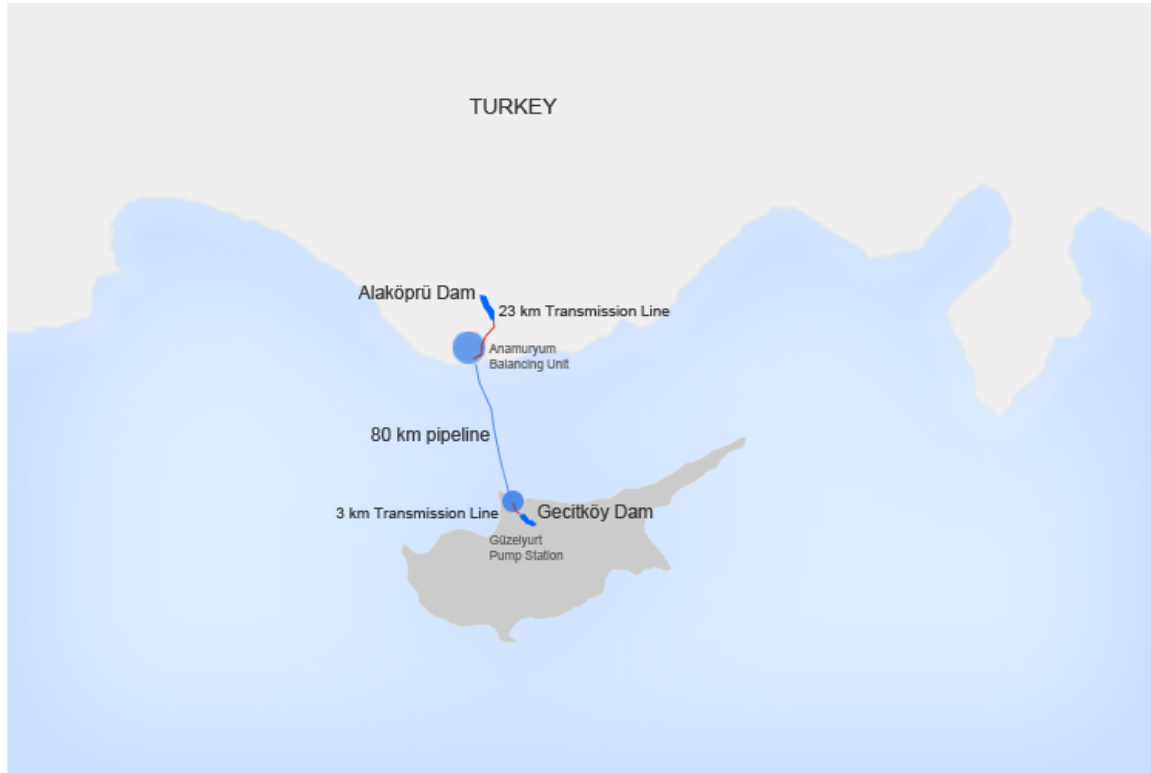 TURKEY
Alaköprü Dam
23 km Transmission Line
Anamuryum
Balancing Unit
80 km pipeline
3 km Transmission Line
Gecitköy Dam
Güzelyurt
Pump Station